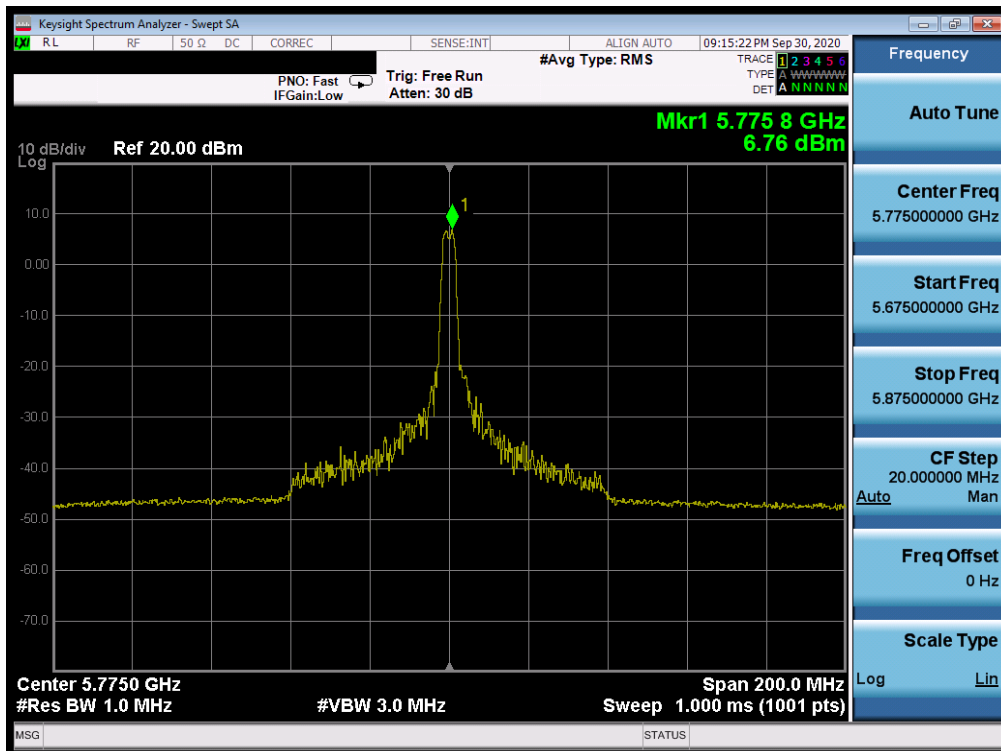 Keysight Spectrum Analyzer - Swept SA
LXI RL RF 50 Ω DC CORREC SENSE:INT ALIGN AUTO 09:15:22 PM Sep 30, 2020
Frequency
#Avg Type: RMS
TRACE 1 2 3 4 5 6
PNO: Fast Trig: Free Run TYPE A WWWWW
IFGain:Low Atten: 30 dB DET A N N N N N
Mkr1 5.775 8 GHz
6.76 dBm
10 dB/div Ref 20.00 dBm
Log
1
10.0
0.00
-10.0
-20.0
-30.0
-40.0
-50.0
-60.0
-70.0
Center 5.7750 GHz Span 200.0 MHz
#Res BW 1.0 MHz #VBW 3.0 MHz Sweep 1.000 ms (1001 pts)
Auto Tune
Center Freq
5.775000000 GHz
Start Freq
5.675000000 GHz
Stop Freq
5.875000000 GHz
CF Step
20.000000 MHz
Auto Man
Freq Offset
0 Hz
Scale Type
Log Lin
MSG STATUS